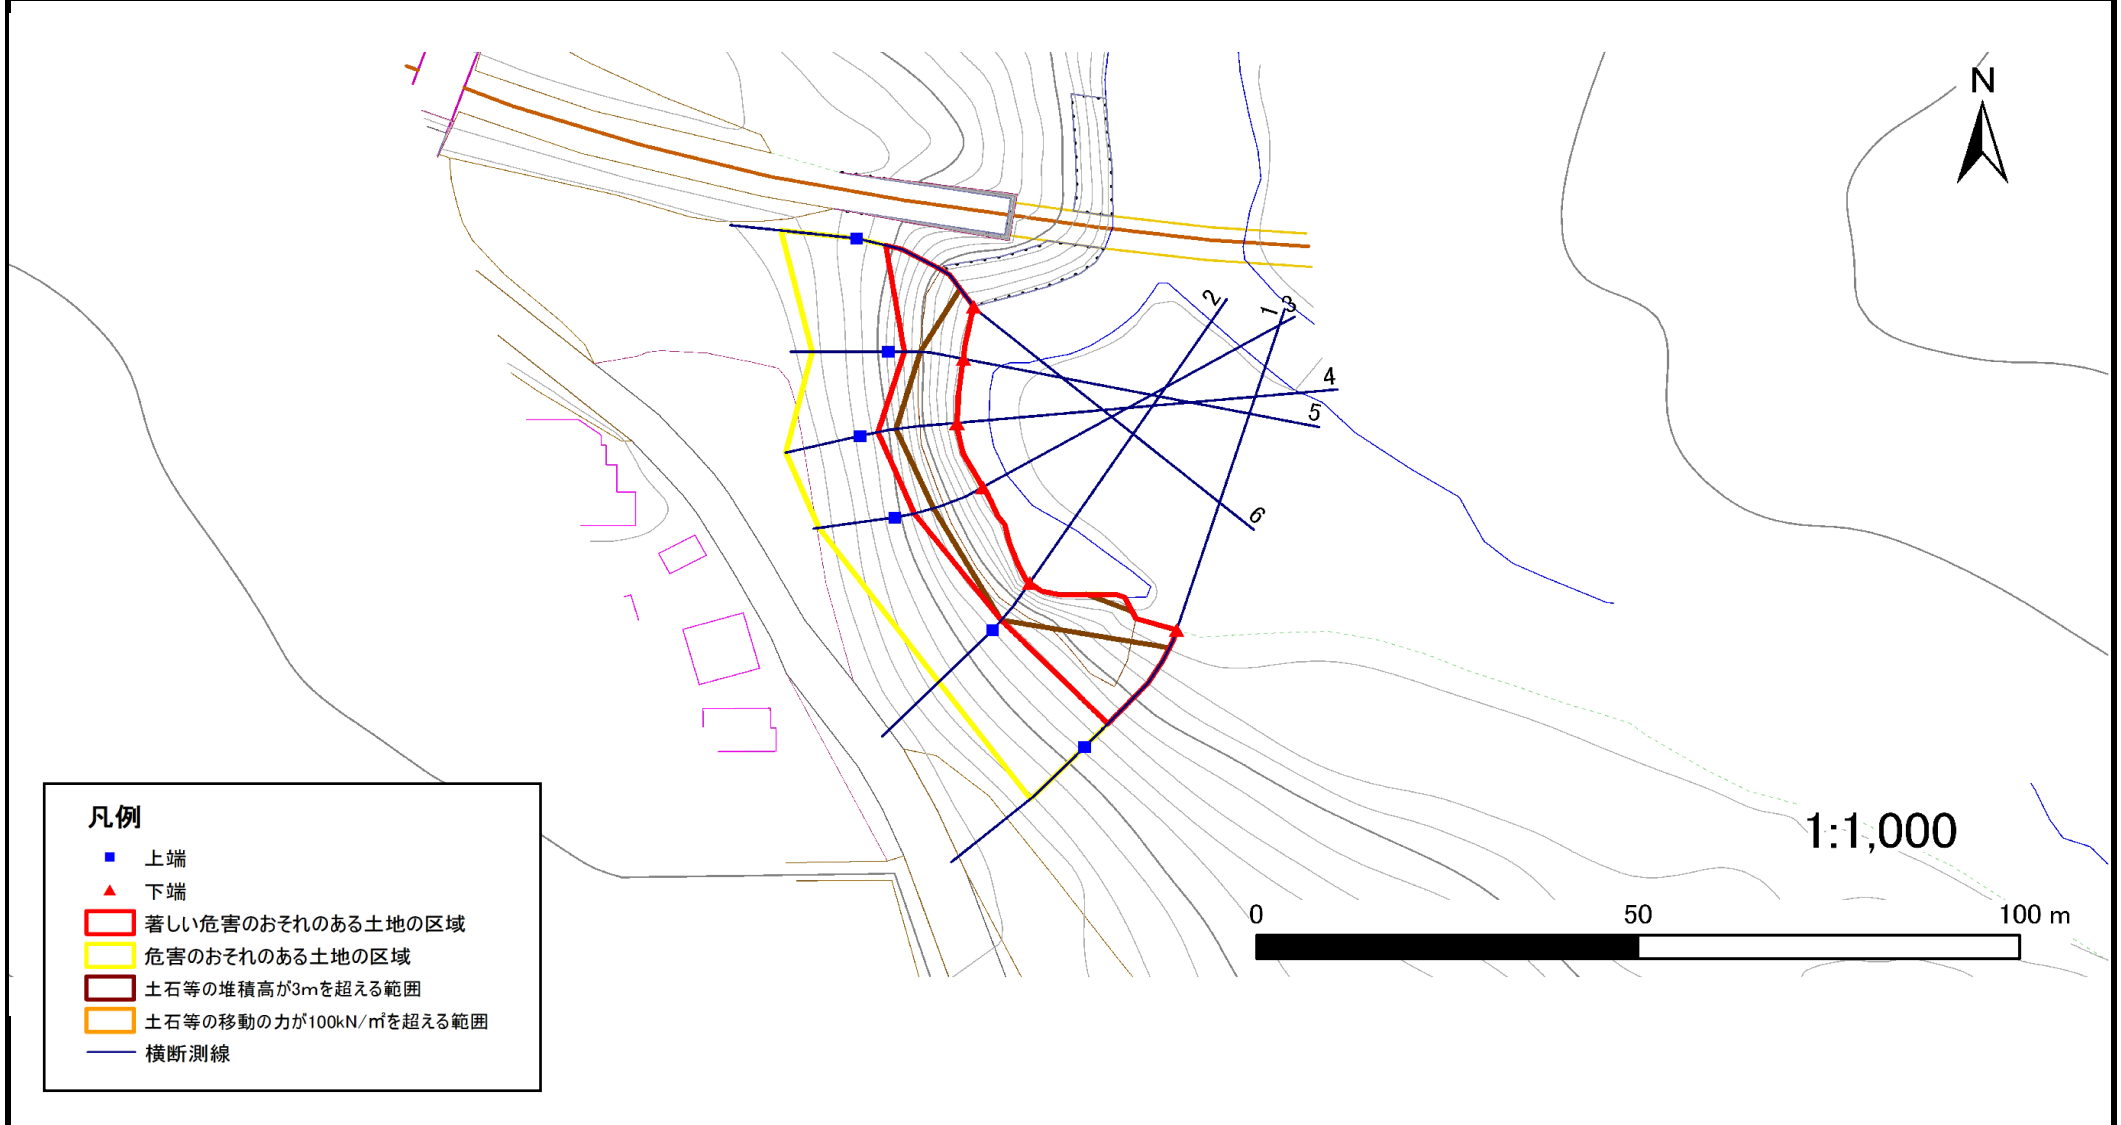 N
2
1
3
4
5
6
1:1,000
0 50 100 m
凡例
上端
下端
著しい危害のおそれのある土地の区域
危害のおそれのある土地の区域
土石等の堆積高が3mを超える範囲
土石等の移動の力が100kN/㎡を超える範囲
横断測線